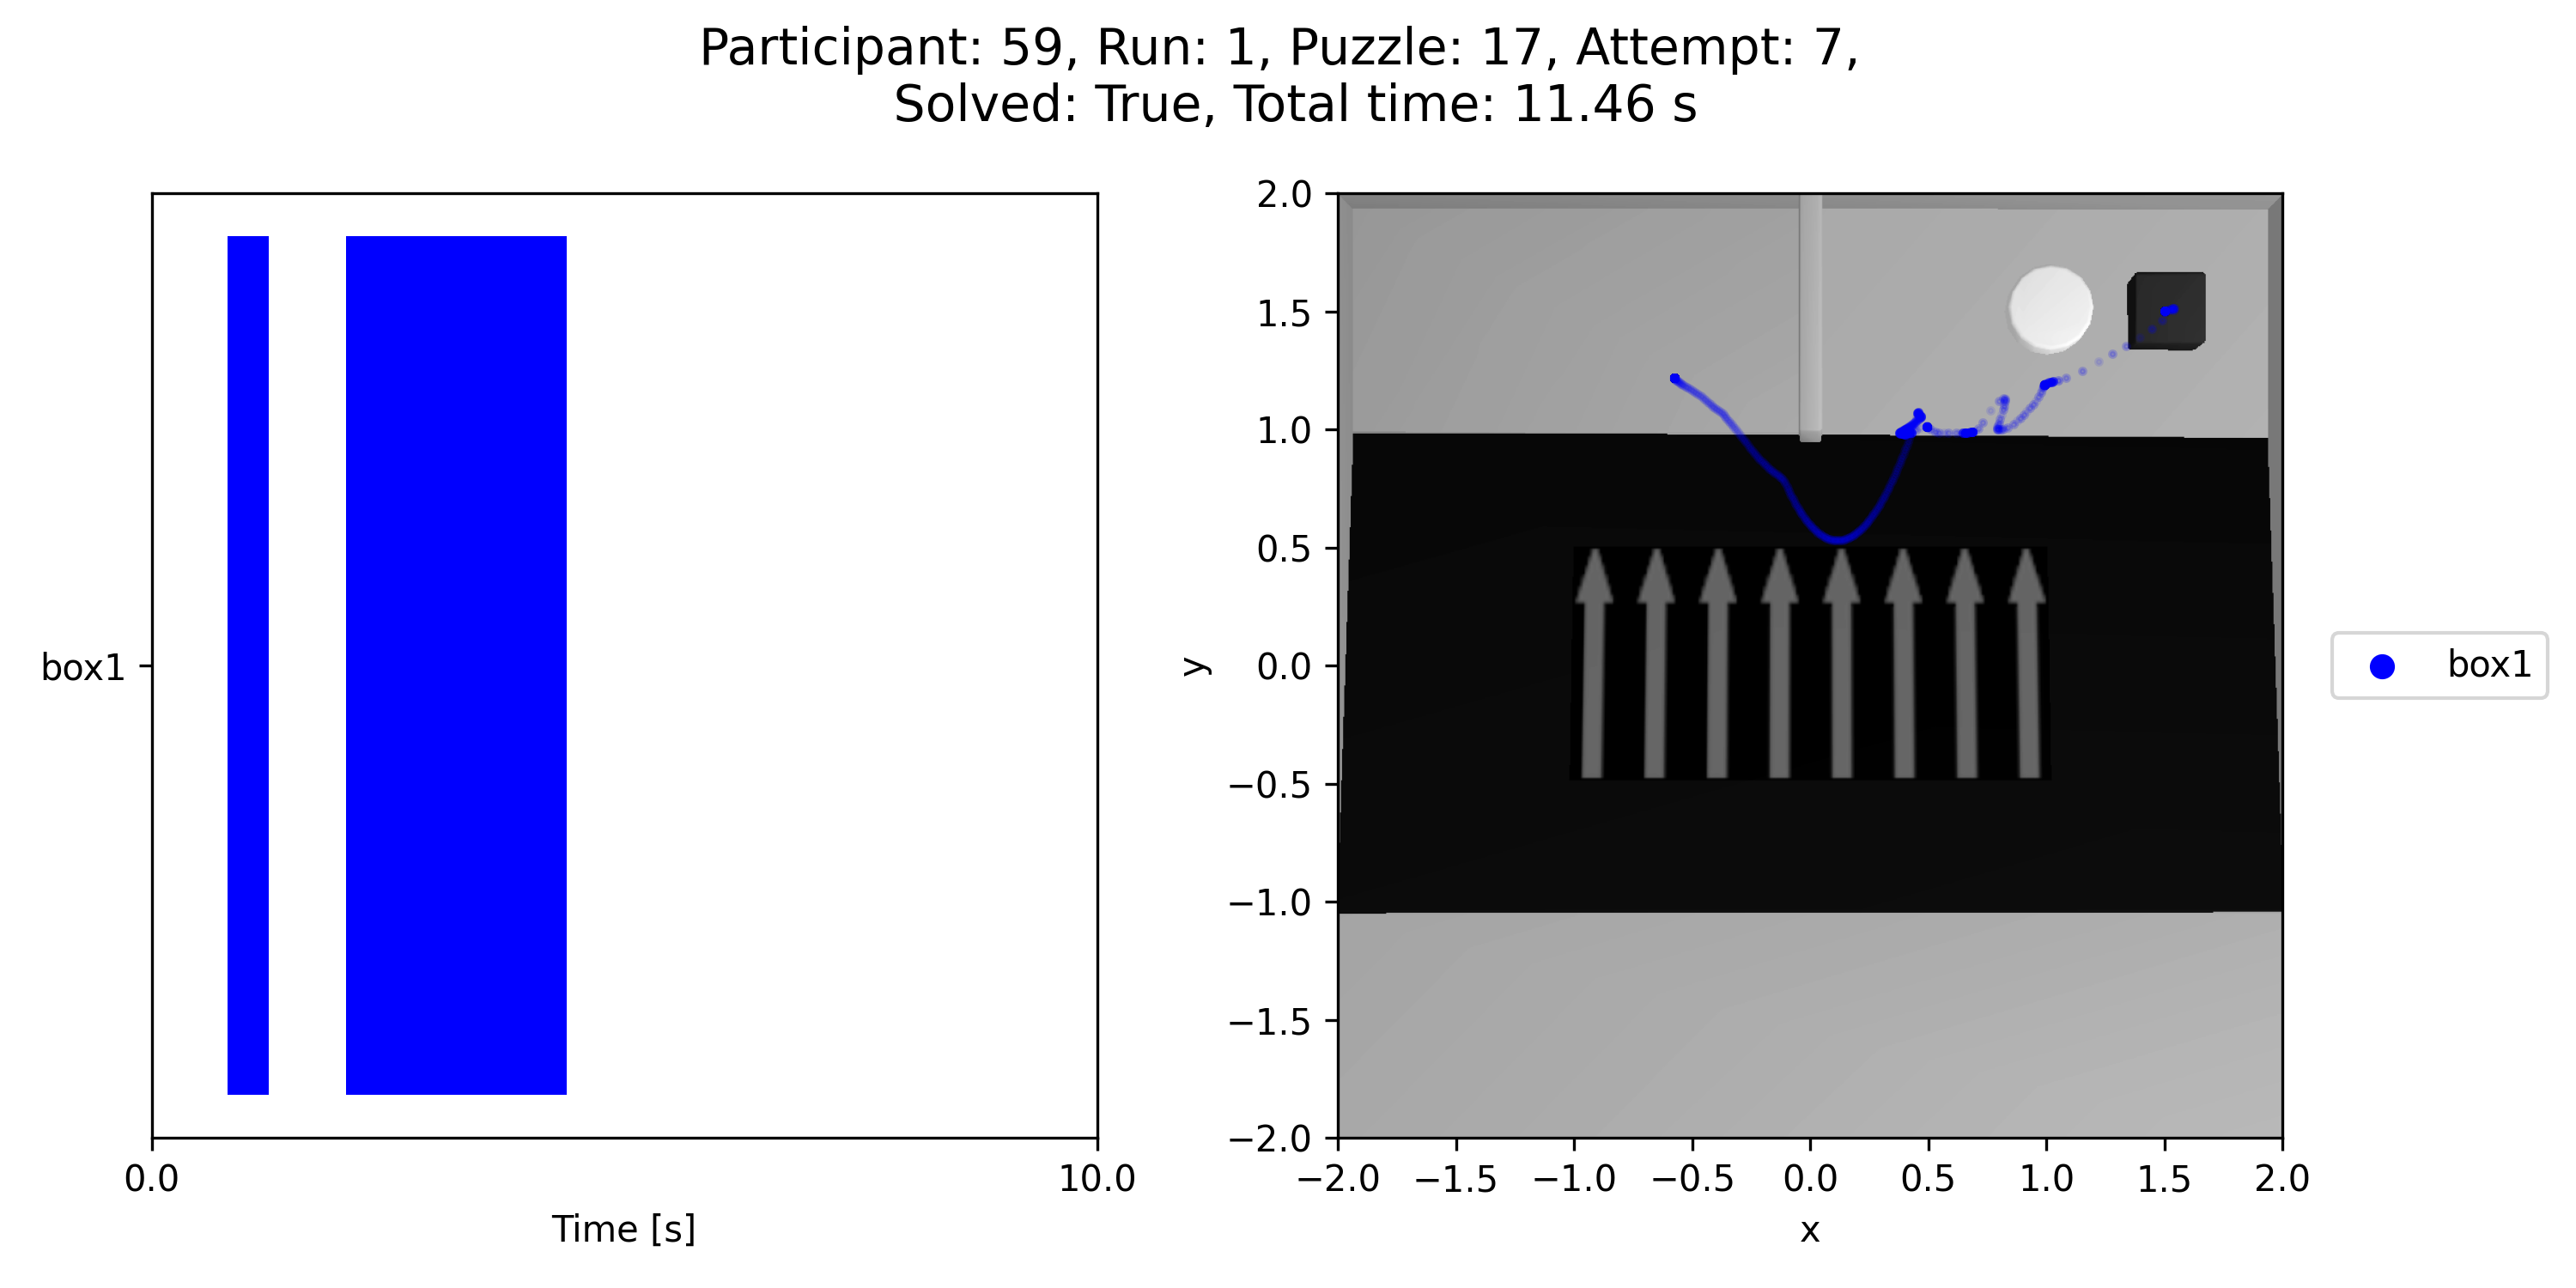 Participant: 59, Run: 1, Puzzle: 17, Attempt: 7,
Solved: True, Total time: 11.46 s
box1
0.0 10.0
Time [s]
2.0
1.5
1.0
0.5
0.0
−0.5
−1.0
−1.5
−2.0
y
−2.0 −1.5 −1.0 −0.5 0.0 0.5 1.0 1.5 2.0
x
box1